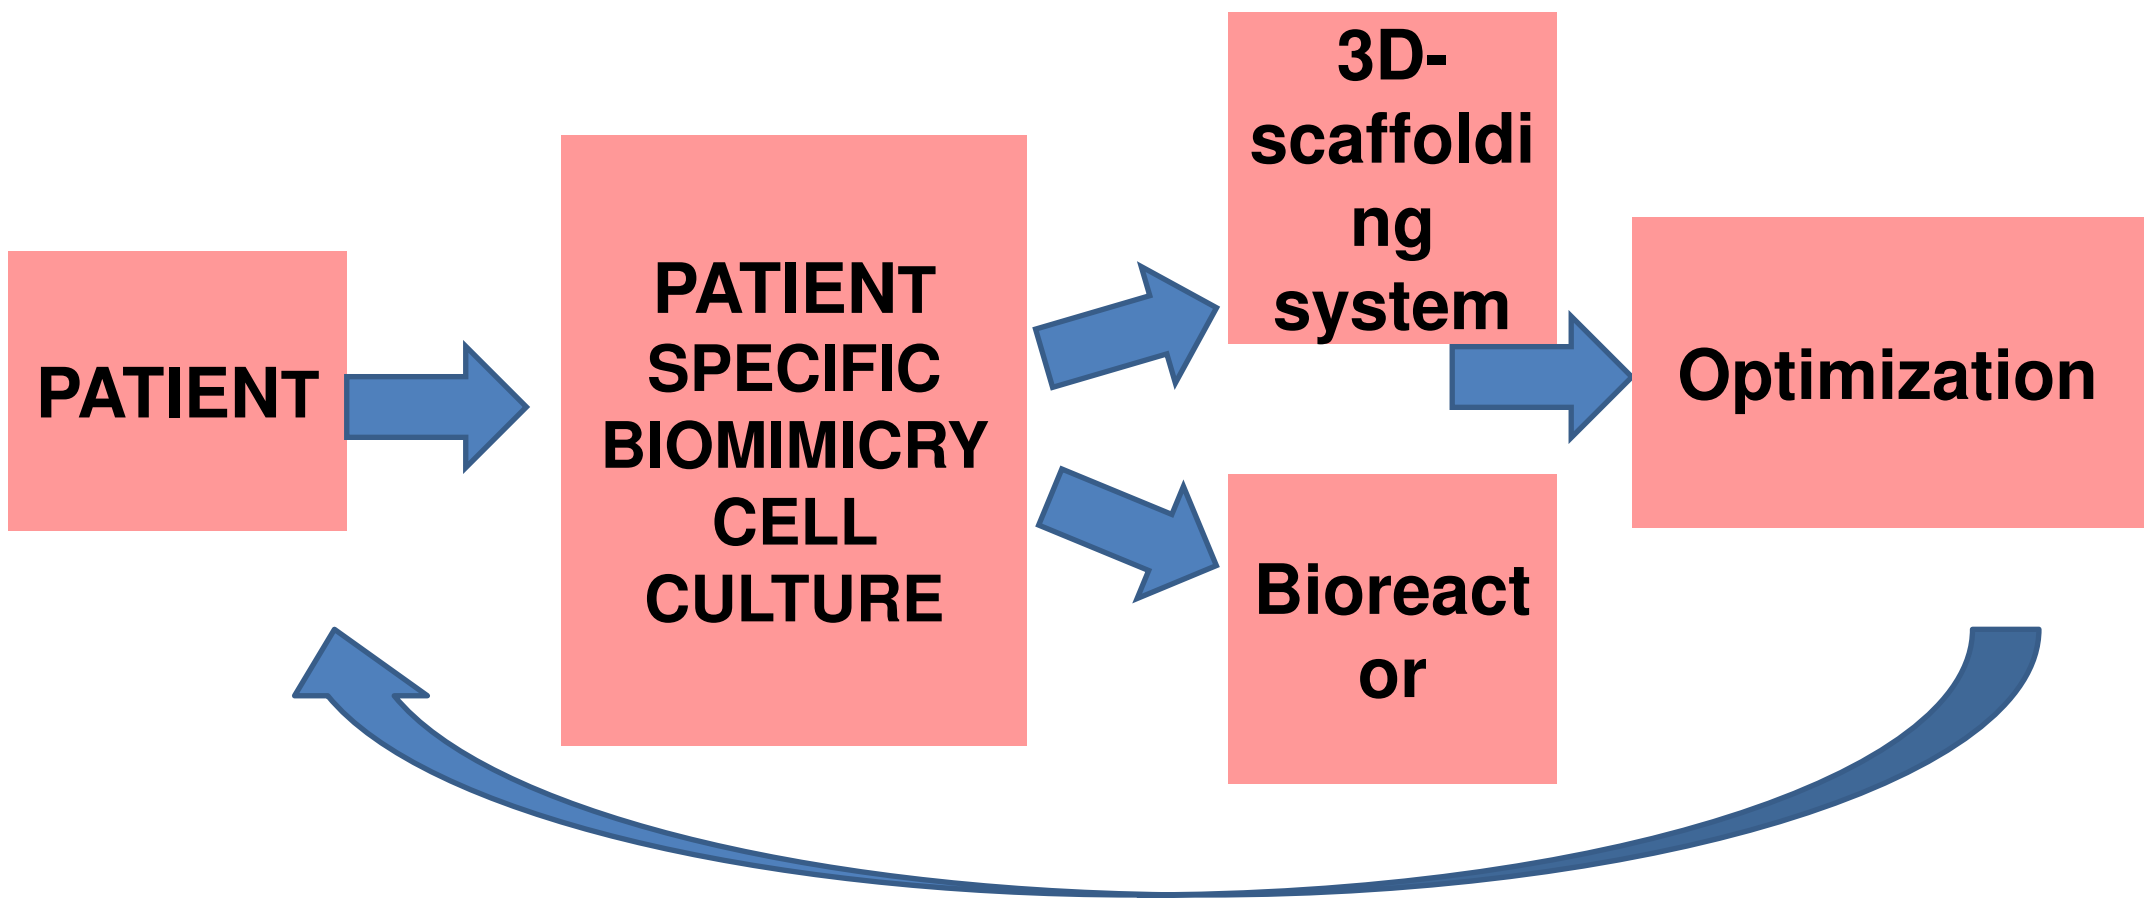 PATIENT
PATIENT
SPECIFIC
BIOMIMICRY
CELL
CULTURE
3D-
scaffoldi
ng
system
Bioreact
or
Optimization